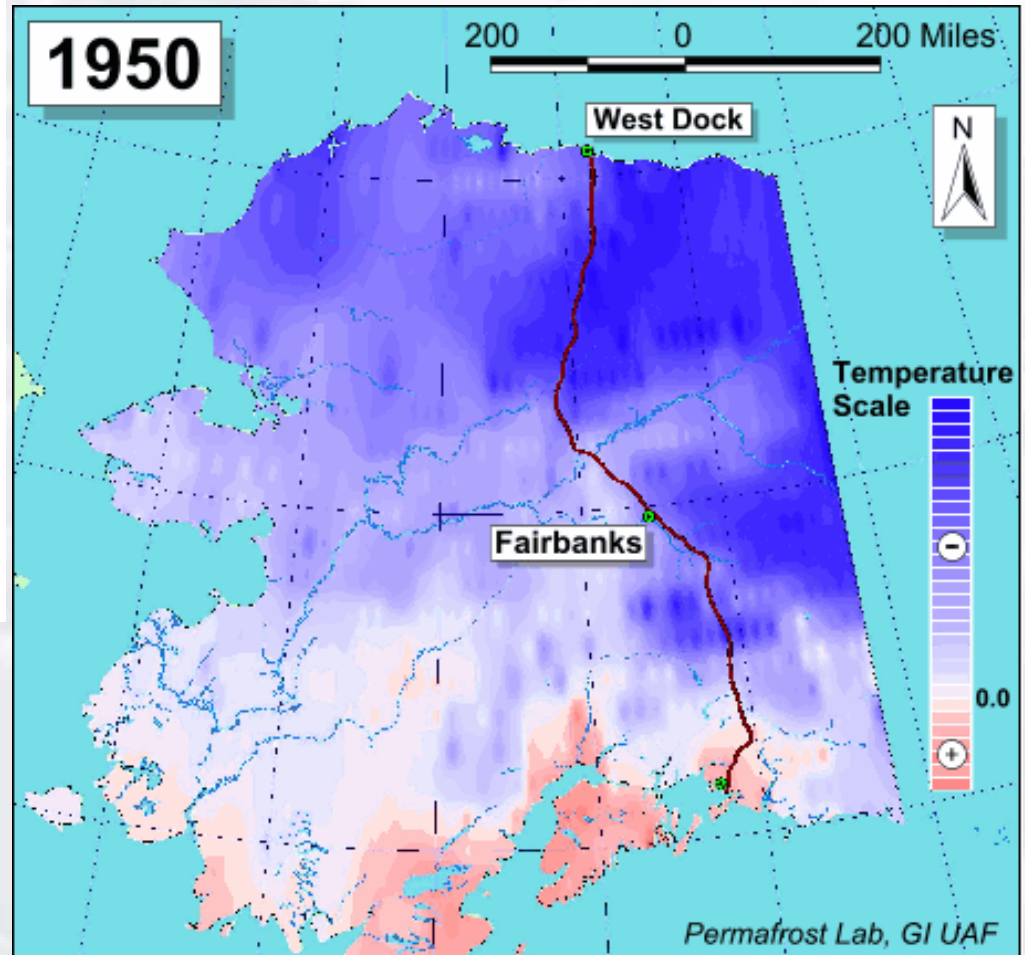 1950
200 0 200 Miles
West Dock
N
Temperature
Scale
−
Fairbanks
0.0
+
Permafrost Lab, GI UAF